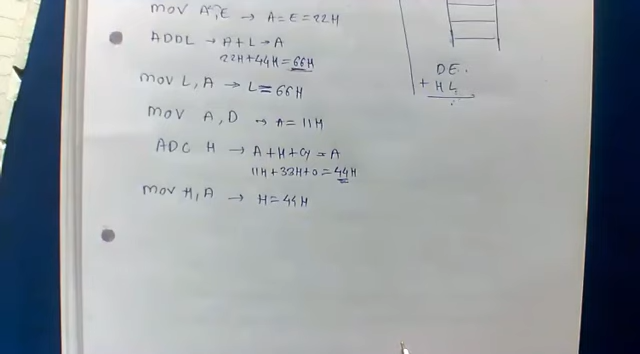 MOV A,E → A=E=22H
ADDL → A+L→A
22H+44H=66H
MOV L,A → L=66H
MOV A,D → A=11H
ADC H → A+H+Cy=A
11H+33H+0=44H
MOV H,A → H=44H
DE.
+ HL